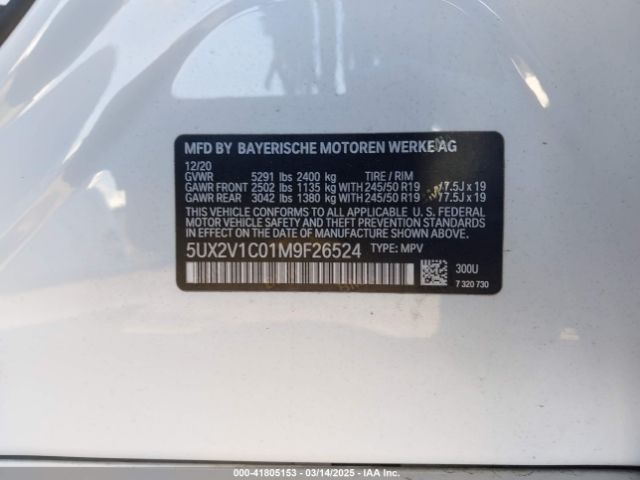 MFD BY BAYERISCHE MOTOREN WERKE AG
12/20
GVWR 5291 lbs 2400 kg TIRE / RIM
GAWR FRONT 2502 lbs 1135 kg WITH 245/50 R19 7.5J x 19
GAWR REAR 3042 lbs 1380 kg WITH 245/50 R19 7.5J x 19
THIS VEHICLE CONFORMS TO ALL APPLICABLE U. S. FEDERAL
MOTOR VEHICLE SAFETY AND THEFT PREVENTION STANDARDS
IN EFFECT ON THE DATE OF MANUFACTURE SHOWN ABOVE.
5UX2V1C01M9F26524 TYPE: MPV
300U
7 320 730
000-41805153 - 03/14/2025 - IAA Inc.